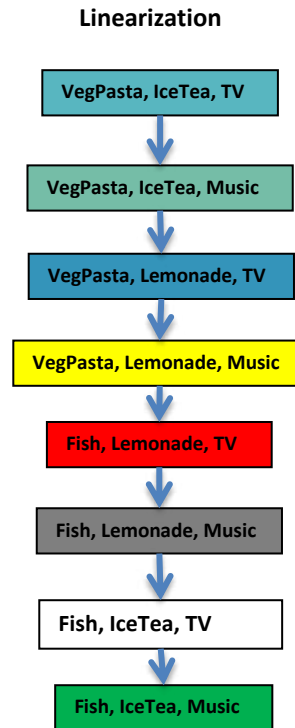 Linearization
VegPasta, IceTea, TV
VegPasta, IceTea, Music
VegPasta, Lemonade, TV
VegPasta, Lemonade, Music
Fish, Lemonade, TV
Fish, Lemonade, Music
Fish, IceTea, TV
Fish, IceTea, Music